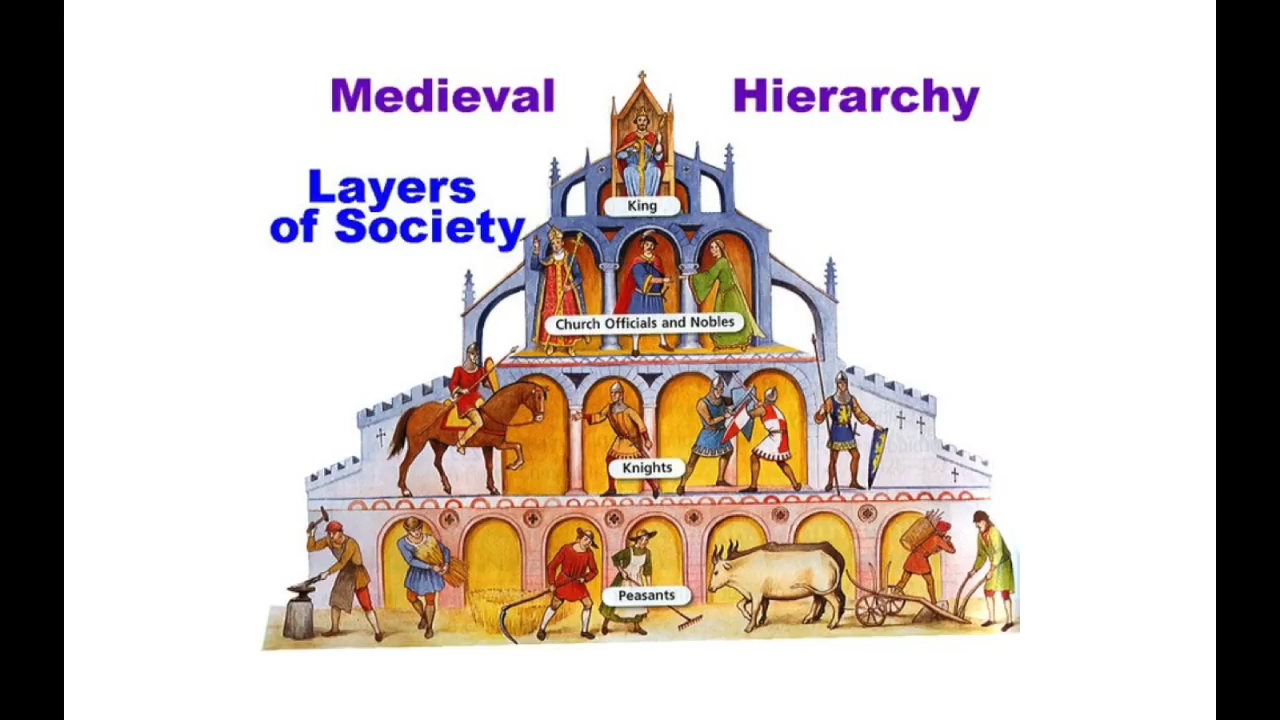 Medieval Hierarchy
Layers
of Society
King
Church Officials and Nobles
Knights
Peasants